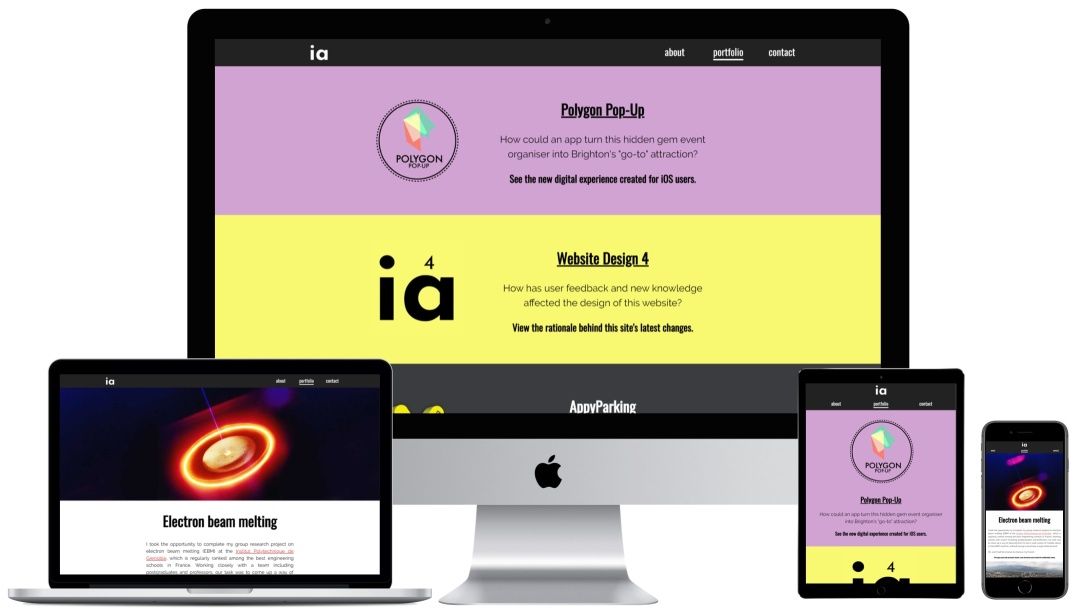 ia
about portfolio contact
POLYGON
POP-UP
Polygon Pop-Up
How could an app turn this hidden gem event
organiser into Brighton's "go-to" attraction?
See the new digital experience created for iOS users.
ia 4
Website Design 4
How has user feedback and new knowledge
affected the design of this website?
View the rationale behind this site's latest changes.
AppyParking
ia
about portfolio contact
Electron beam melting
I took the opportunity to complete my group research project on
electron beam melting (EBM) at the Institut Polytechnique de
Grenoble, which is regularly ranked among the best engineering
schools in France. Working closely with a team including
postgraduates and professors, our task was to come up a way of
ia
about portfolio contact
POLYGON
POP-UP
Polygon Pop-Up
How could an app turn this hidden gem event organiser
into Brighton's "go-to" attraction?
See the new digital experience created for iOS users.
ia 4
ia
Electron beam melting